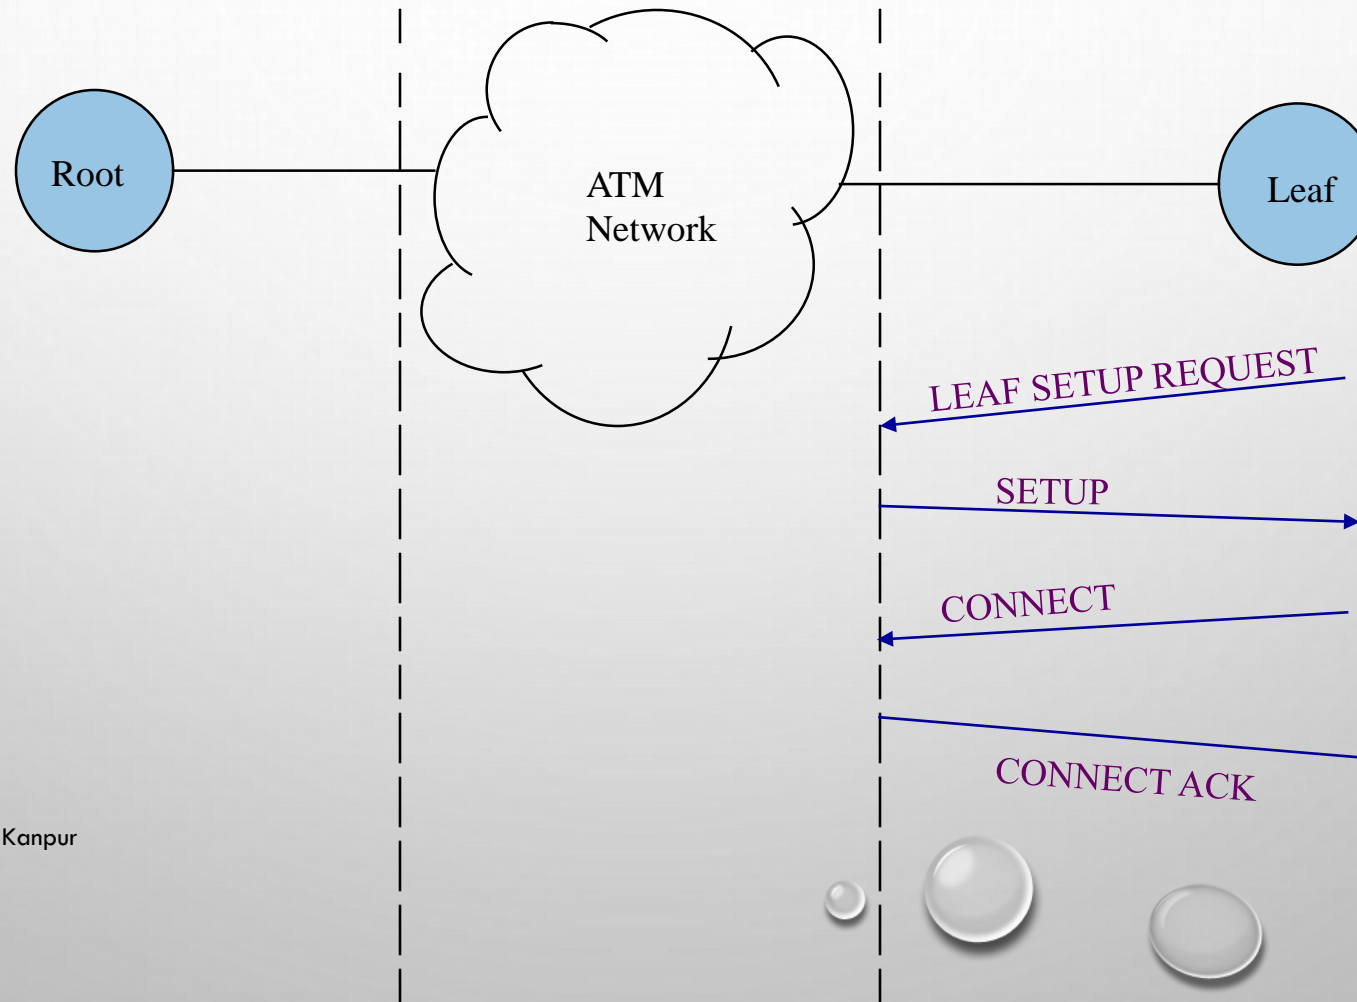 Root
ATM
Network
Leaf
LEAF SETUP REQUEST
SETUP
CONNECT
CONNECT ACK
Kanpur